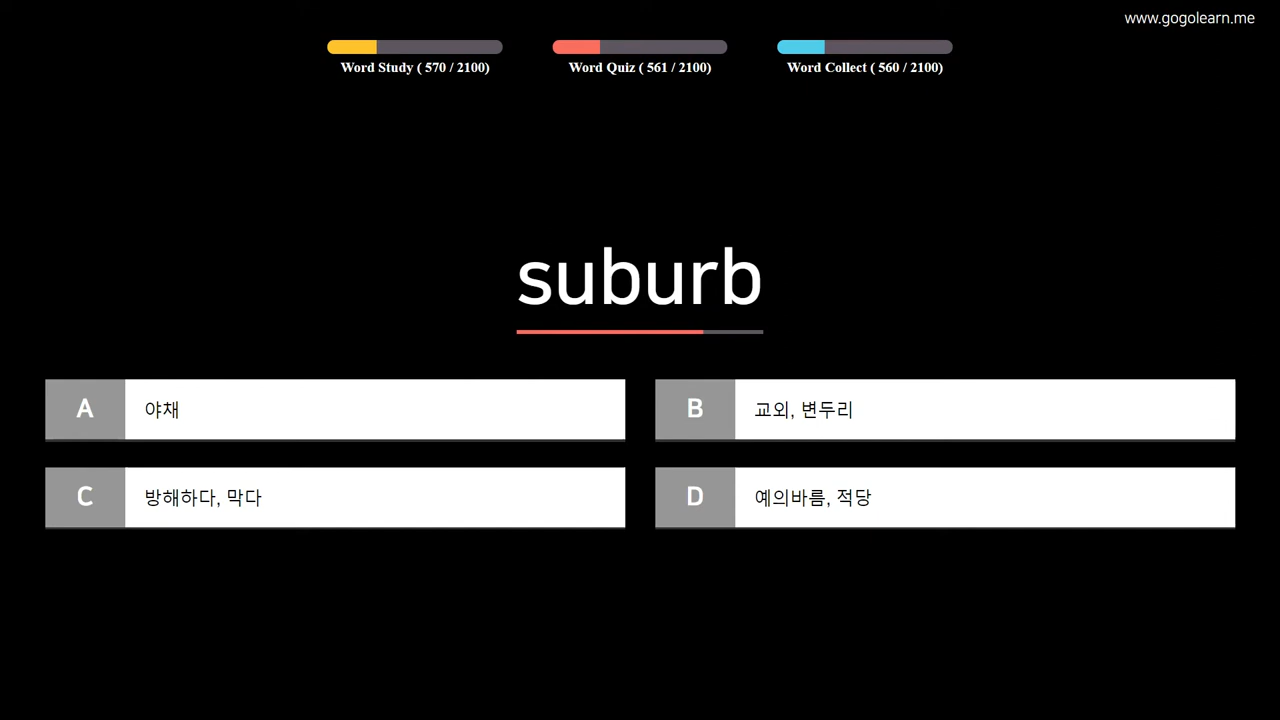 www.gogolearn.me
Word Study ( 570 / 2100)
Word Quiz ( 561 / 2100)
Word Collect ( 560 / 2100)
suburb
A 야채
B 교외, 변두리
C 방해하다, 막다
D 예의바름, 적당